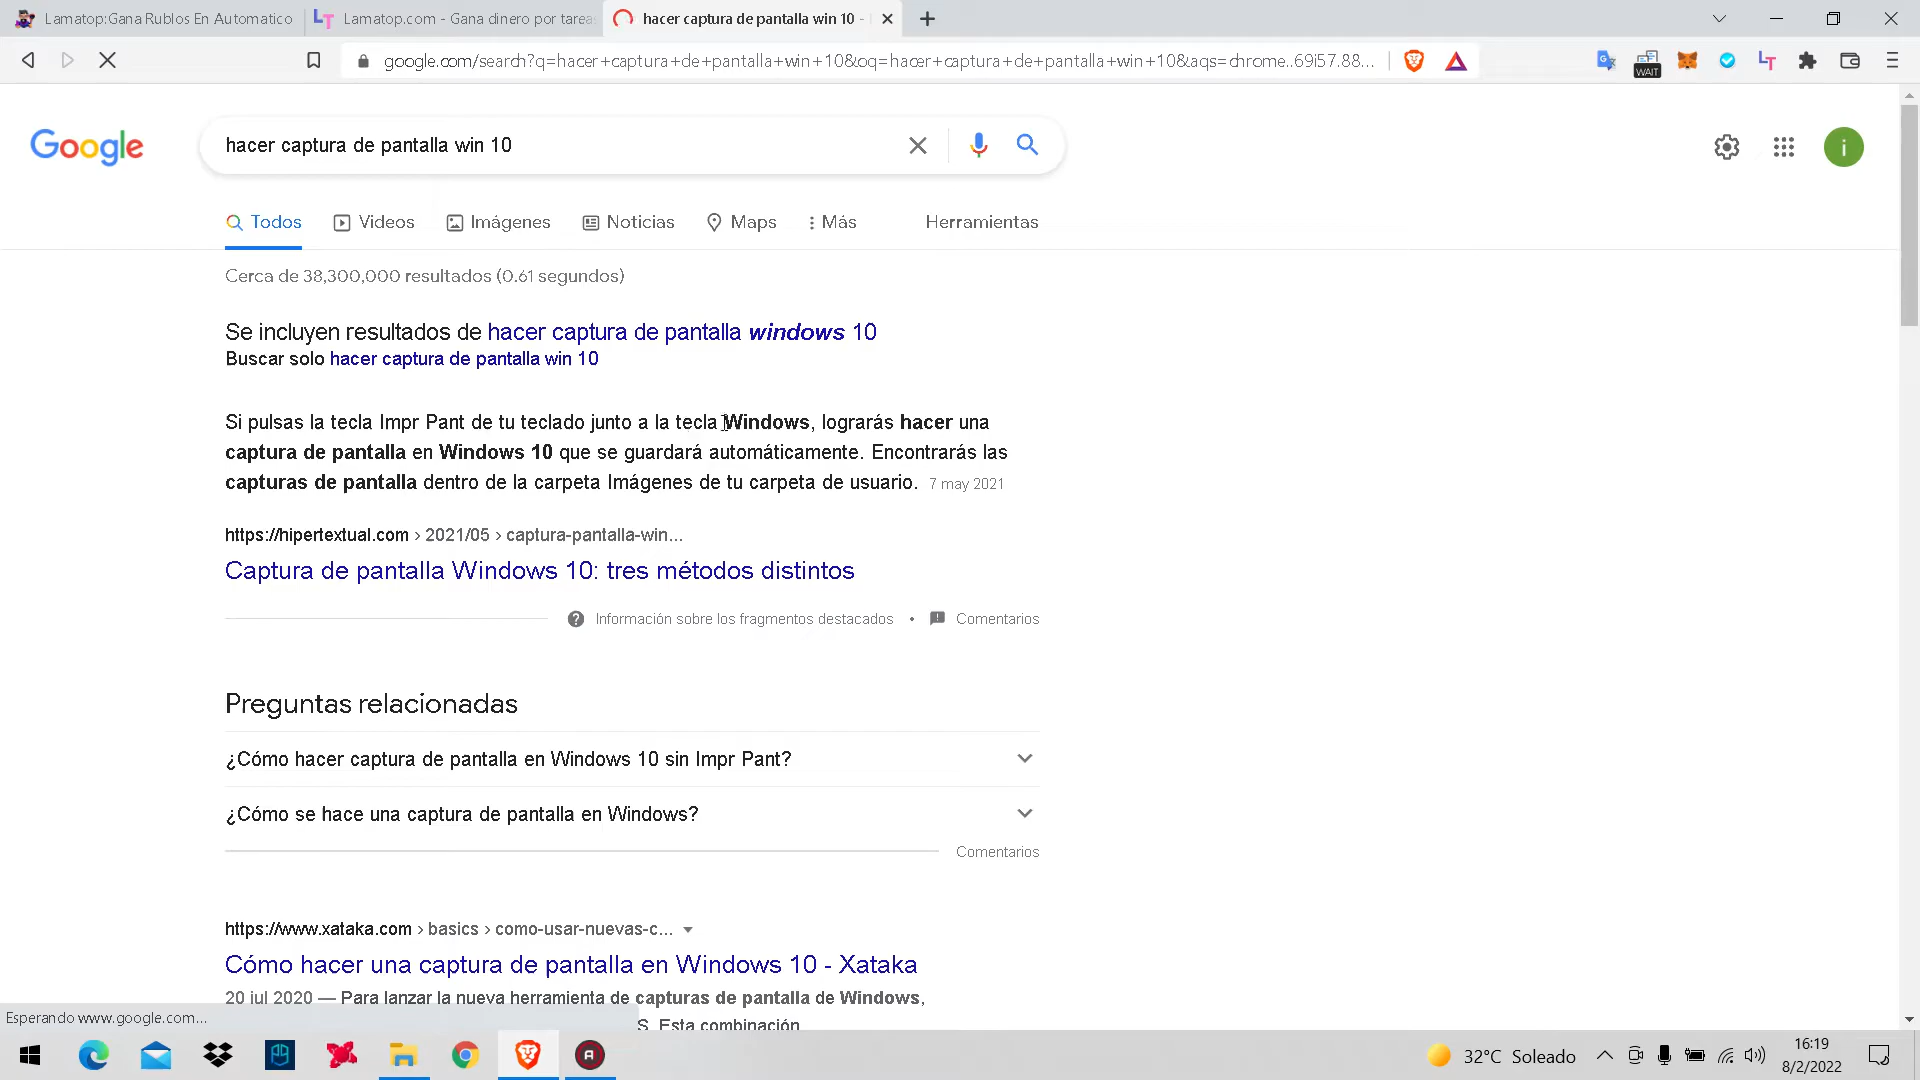 Lamatop:Gana Rublos En Automatico
Lamatop.com - Gana dinero por tareas
hacer captura de pantalla win 10 -
google.com/search?q=hacer+captura+de+pantalla+win+10&oq=hacer+captura+de+pantalla+win+10&aqs=chrome..69i57.88...
WAIT
Google
hacer captura de pantalla win 10
i
Todos
Videos
Imágenes
Noticias
Maps
Más
Herramientas
Cerca de 38,300,000 resultados (0.61 segundos)
Se incluyen resultados de hacer captura de pantalla windows 10
Buscar solo hacer captura de pantalla win 10
Si pulsas la tecla Impr Pant de tu teclado junto a la tecla Windows, lograrás hacer una
captura de pantalla en Windows 10 que se guardará automáticamente. Encontrarás las
capturas de pantalla dentro de la carpeta Imágenes de tu carpeta de usuario. 7 may 2021
https://hipertextual.com › 2021/05 › captura-pantalla-win...
Captura de pantalla Windows 10: tres métodos distintos
Información sobre los fragmentos destacados • Comentarios
Preguntas relacionadas
¿Cómo hacer captura de pantalla en Windows 10 sin Impr Pant?
¿Cómo se hace una captura de pantalla en Windows?
Comentarios
https://www.xataka.com › basics › como-usar-nuevas-c...
Cómo hacer una captura de pantalla en Windows 10 - Xataka
20 jul 2020 — Para lanzar la nueva herramienta de capturas de pantalla de Windows,
S. Esta combinación
Esperando www.google.com...
32°C Soleado
16:19
8/2/2022